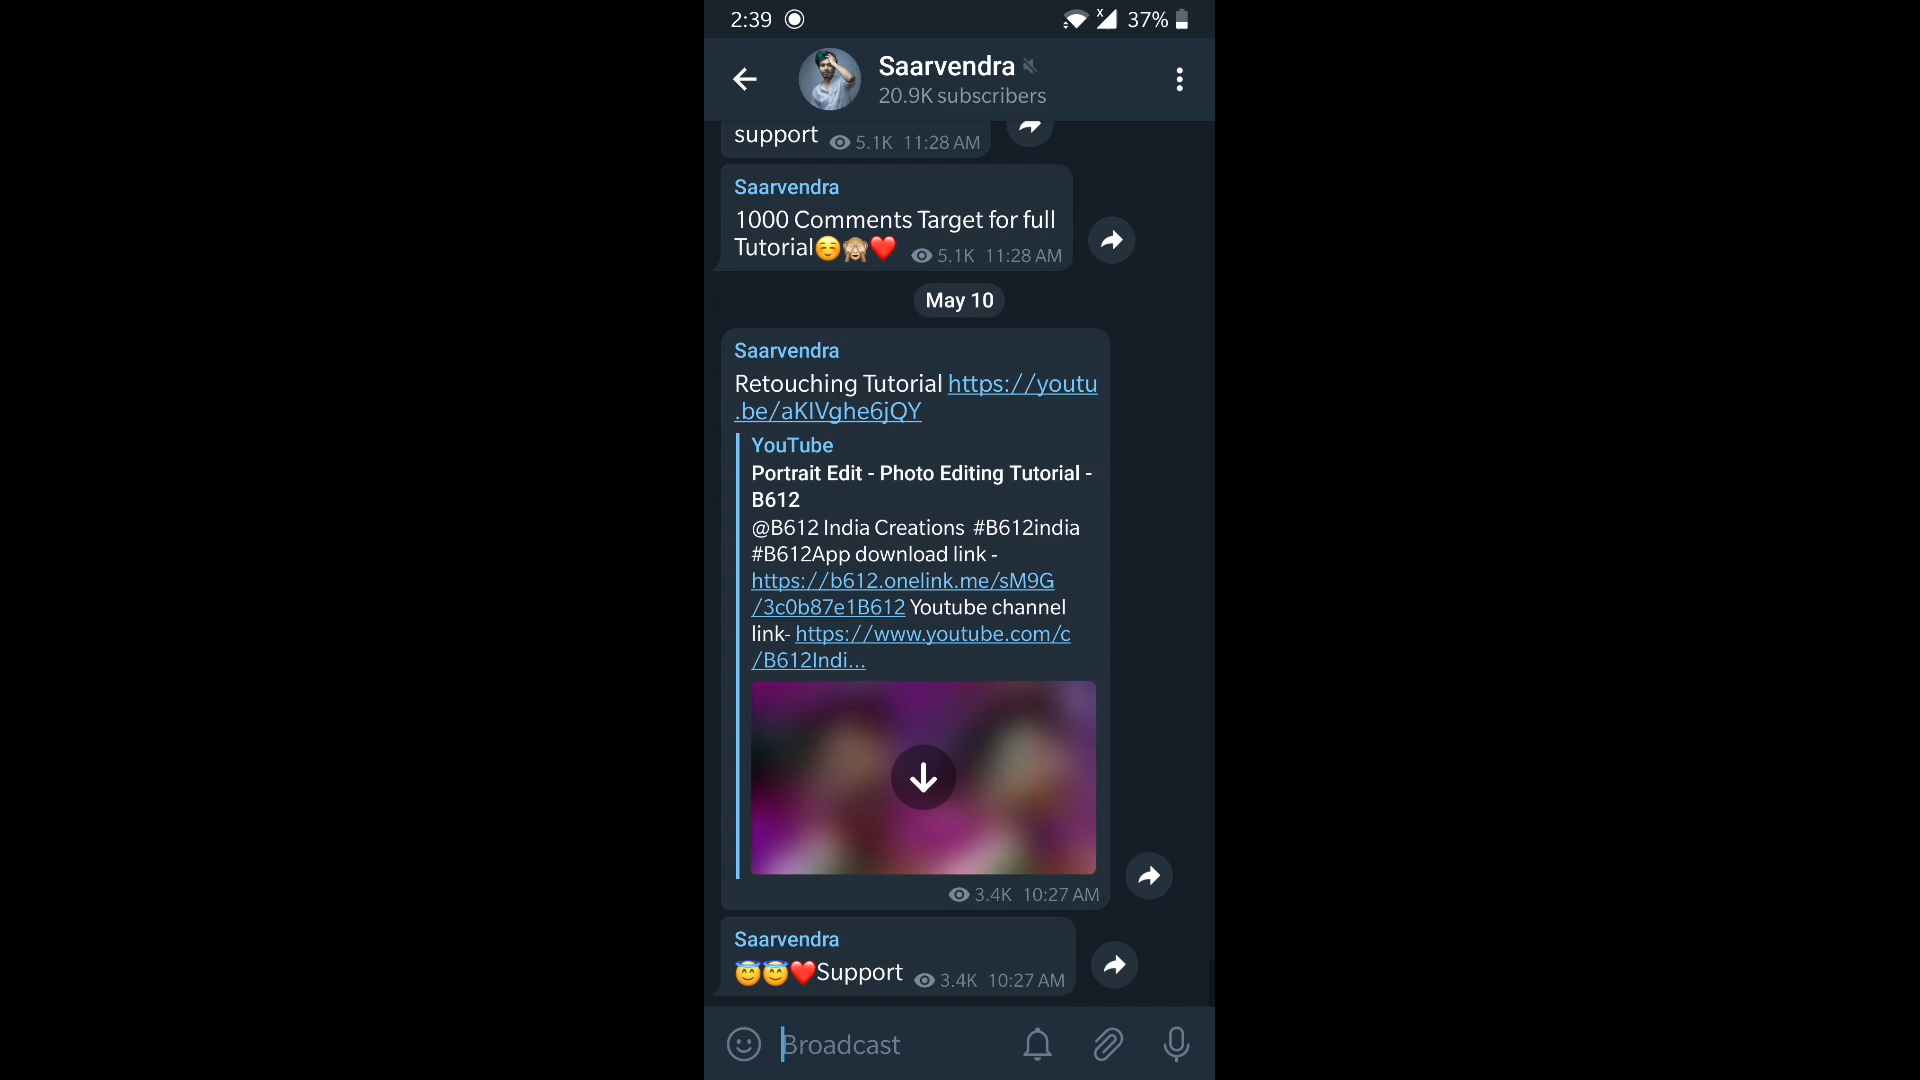 2:39 37%
Saarvendra
20.9K subscribers
support 5.1K 11:28 AM
Saarvendra
1000 Comments Target for full
Tutorial☺️🙈❤️ 5.1K 11:28 AM
May 10
Saarvendra
Retouching Tutorial https://youtu
.be/aKIVghe6jQY
YouTube
Portrait Edit - Photo Editing Tutorial -
B612
@B612 India Creations #B612india
#B612App download link -
https://b612.onelink.me/sM9G
/3c0b87e1B612 Youtube channel
link- https://www.youtube.com/c
/B612Indi...
3.4K 10:27 AM
Saarvendra
😇😇❤️Support 3.4K 10:27 AM
Broadcast